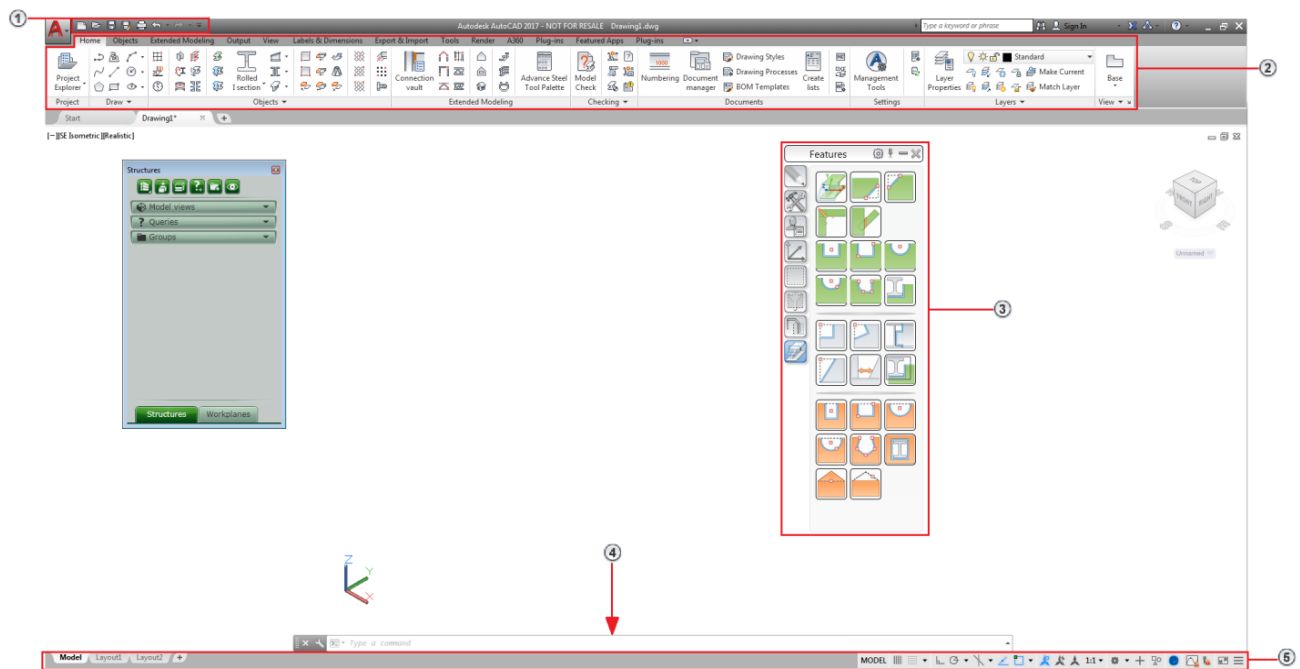 1
Autodesk AutoCAD 2017 - NOT FOR RESALE Drawing1.dwg
Type a keyword or phrase
Sign In
Home Objects Extended Modeling Output View Labels & Dimensions Export & Import Tools Render A360 Plug-ins Featured Apps Plug-ins
Project Explorer
Rolled I section
Connection vault
Advance Steel Tool Palette
Model Check
1000
Numbering
Document manager
Drawing Styles
Drawing Processes
BOM Templates
Create lists
Management Tools
Layer Properties
Standard
Make Current
Match Layer
Base
2
Project Draw Objects Extended Modeling Checking Documents Settings Layers View
Start Drawing1*
[−][SE Isometric][Realistic]
Structures
Model views
? Queries
Groups
Structures Workplanes
Features
TOP
FRONT RIGHT
Unnamed
3
4
Z
Y
X
Type a command
Model Layout1 Layout2 +
MODEL 1:1
5